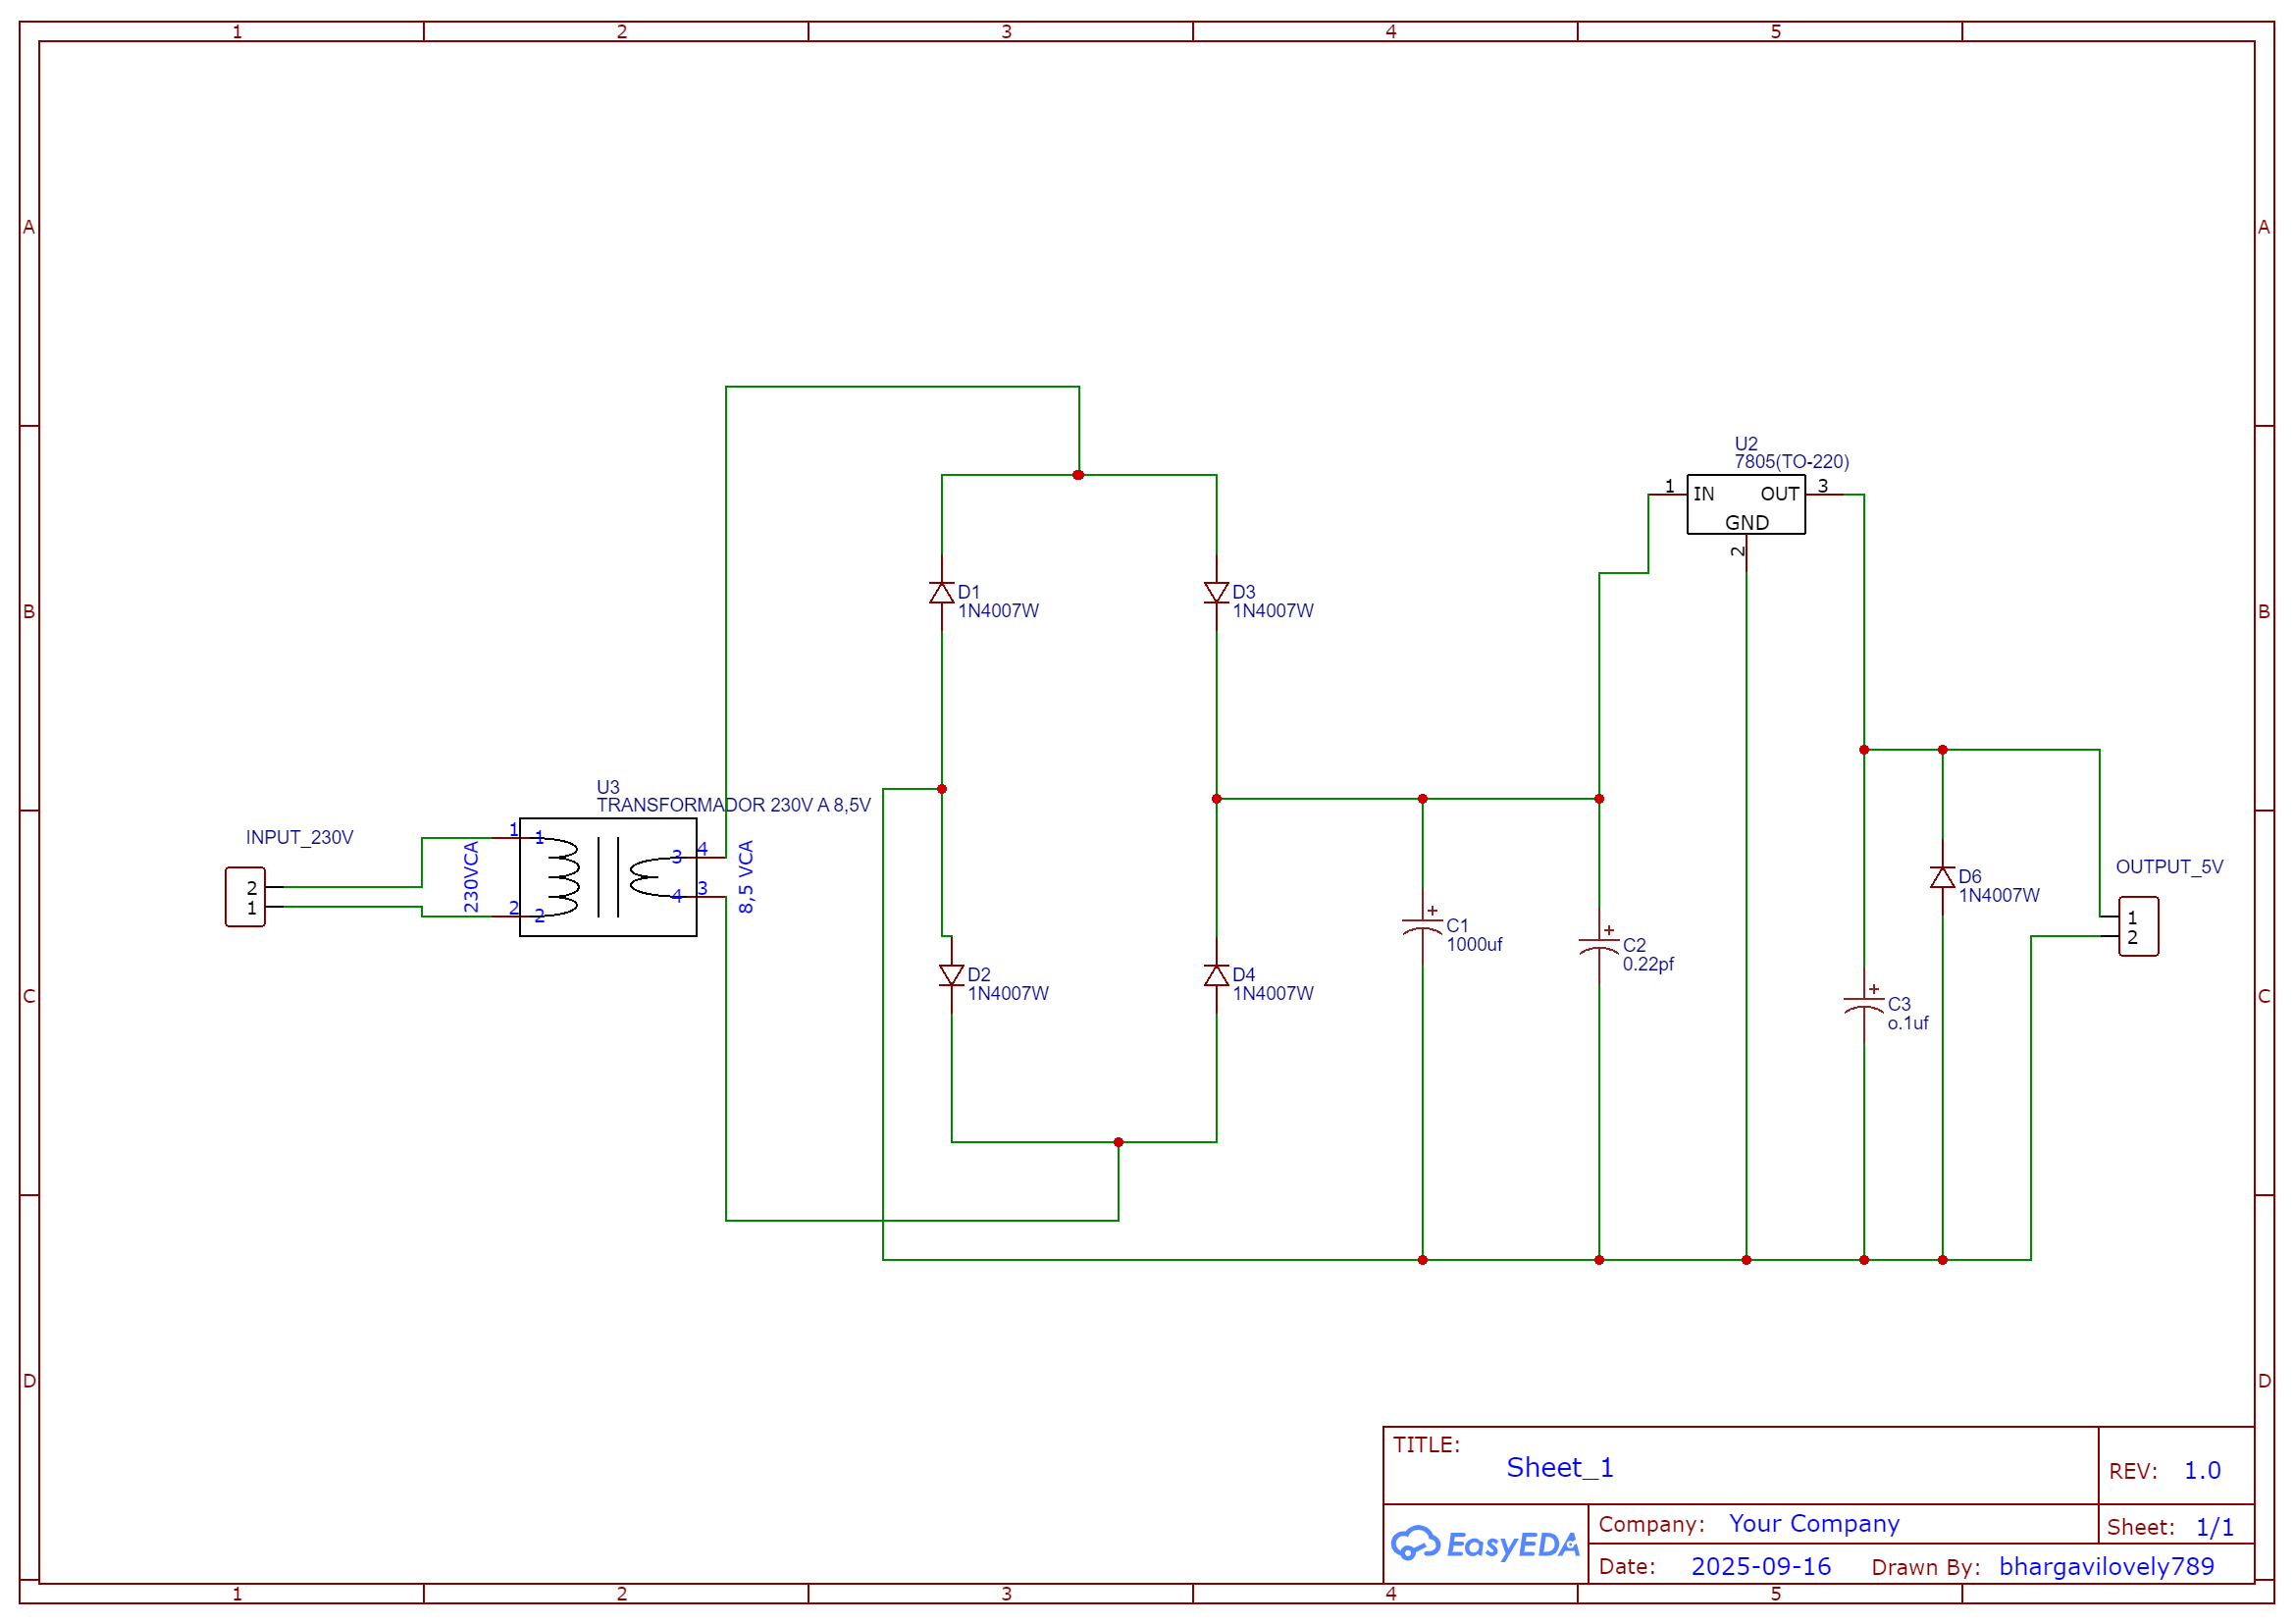 1 2 3 4 5
A A
B B
C C
D D
U2
7805(TO-220)
1 IN OUT 3
GND
2
D1
1N4007W
D3
1N4007W
U3
TRANSFORMADOR 230V A 8,5V
INPUT_230V
2
1
230VCA
1 1
2 2
3 4
4 3
8,5 VCA
D2
1N4007W
D4
1N4007W
+
C1
1000uf
+
C2
0.22pf
+
C3
o.1uf
D6
1N4007W
OUTPUT_5V
1
2
TITLE:
Sheet_1
REV: 1.0
EasyEDA
Company: Your Company
Sheet: 1/1
Date: 2025-09-16 Drawn By: bhargavilovely789
1 2 3 4 5